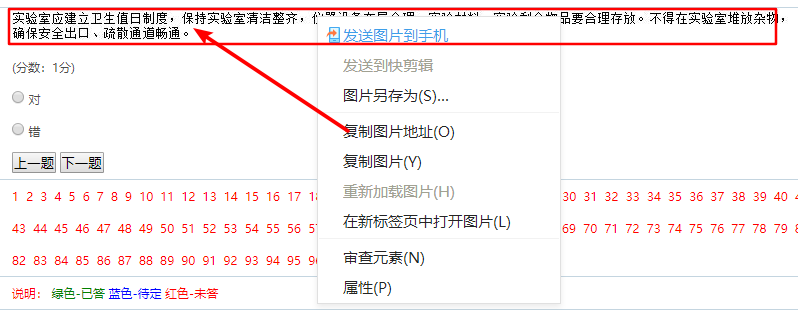 实验室应建立卫生值日制度，保持实验室清洁整齐，仪器设备布局合理，实验材料、实验剩余物品要合理存放。不得在实验室堆放杂物，
确保安全出口、疏散通道畅通。
发送图片到手机
发送到快剪辑
图片另存为(S)...
复制图片地址(O)
复制图片(Y)
重新加载图片(H)
在新标签页中打开图片(L)
审查元素(N)
属性(P)
(分数：1分)
对
错
上一题 下一题
1 2 3 4 5 6 7 8 9 10 11 12 13 14 15 16 17 18 30 31 32 33 34 35 36 37 38 39 40
43 44 45 46 47 48 49 50 51 52 53 54 55 56 57 69 70 71 72 73 74 75 76 77 78 79
82 83 84 85 86 87 88 89 90 91 92 93 94 95 96
说明： 绿色-已答 蓝色-待定 红色-未答